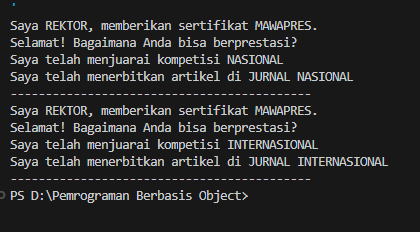 '
Saya REKTOR, memberikan sertifikat MAWAPRES.
Selamat! Bagaimana Anda bisa berprestasi?
Saya telah menjuarai kompetisi NASIONAL
Saya telah menerbitkan artikel di JURNAL NASIONAL
-------------------------------------------
Saya REKTOR, memberikan sertifikat MAWAPRES.
Selamat! Bagaimana Anda bisa berprestasi?
Saya telah menjuarai kompetisi INTERNASIONAL
Saya telah menerbitkan artikel di JURNAL INTERNASIONAL
-------------------------------------------
PS D:\Pemrograman Berbasis Object>